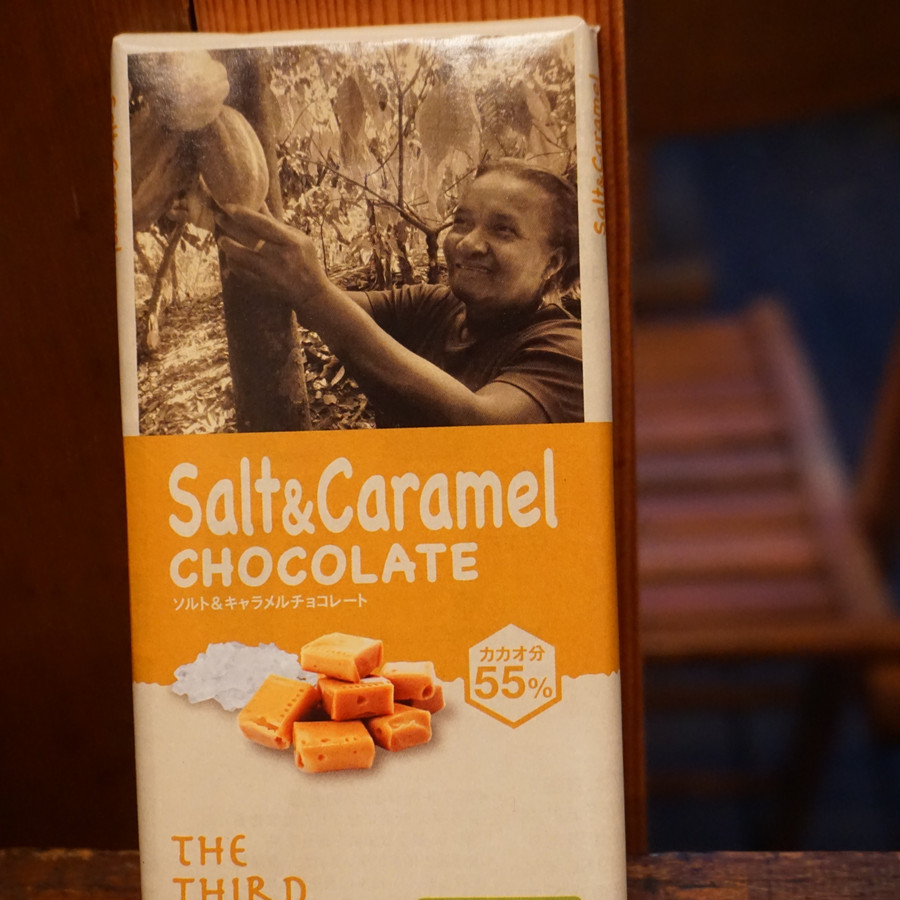 Salt&Caramel
Salt&Caramel
CHOCOLATE
ソルト&キャラメルチョコレート
カカオ分
55%
THE
THIRD